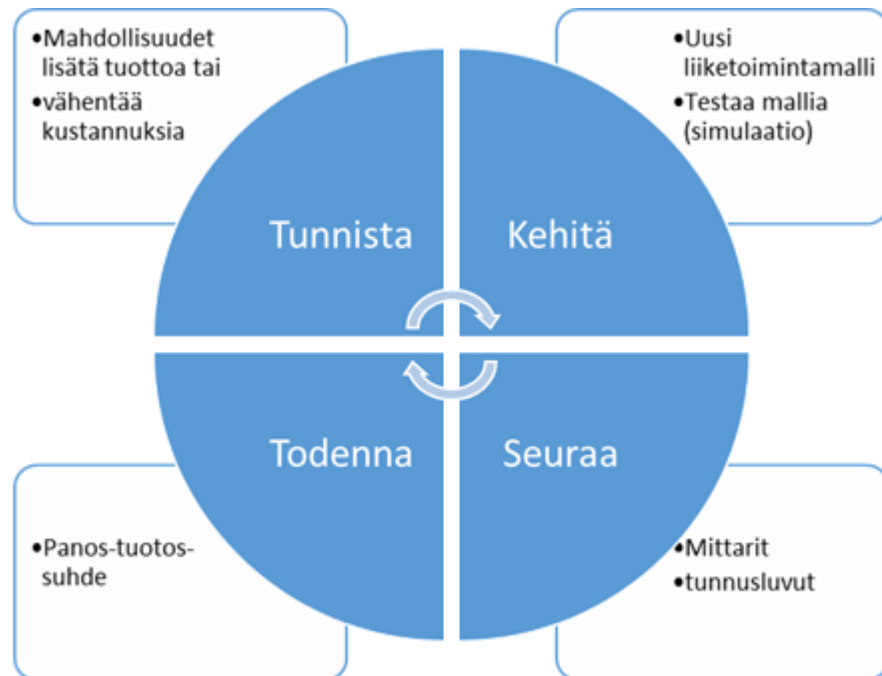 •Mahdollisuudet
lisätä tuottoa tai
•vähentää
kustannuksia
•Uusi
liiketoimintamalli
•Testaa mallia
(simulaatio)
Tunnista
Kehitä
Todenna
Seuraa
•Panos-tuotos-
suhde
•Mittarit
•tunnusluvut